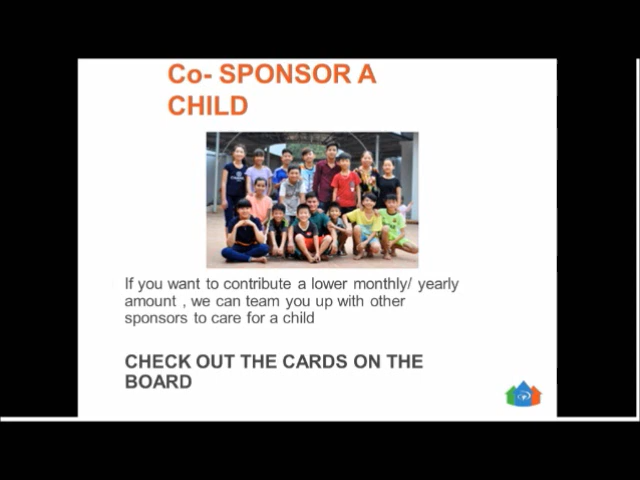 Co- SPONSOR A
CHILD
If you want to contribute a lower monthly/ yearly
amount , we can team you up with other
sponsors to care for a child
CHECK OUT THE CARDS ON THE
BOARD